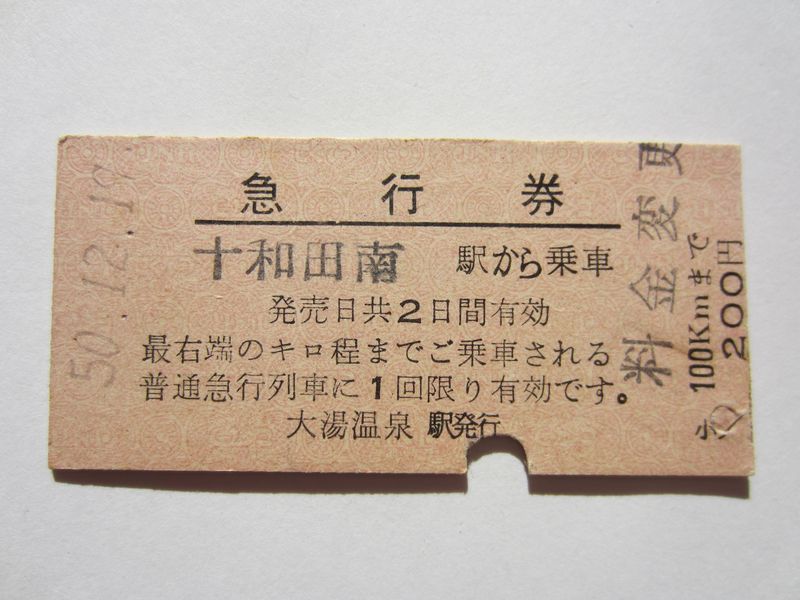 急行券
十和田南 駅から乗車
発売日共2日間有効
最右端のキロ程までご乗車される
普通急行列車に1回限り有効です。
大湯温泉 駅発行
50.12.19
料金変更
100Kmまで
200円
小